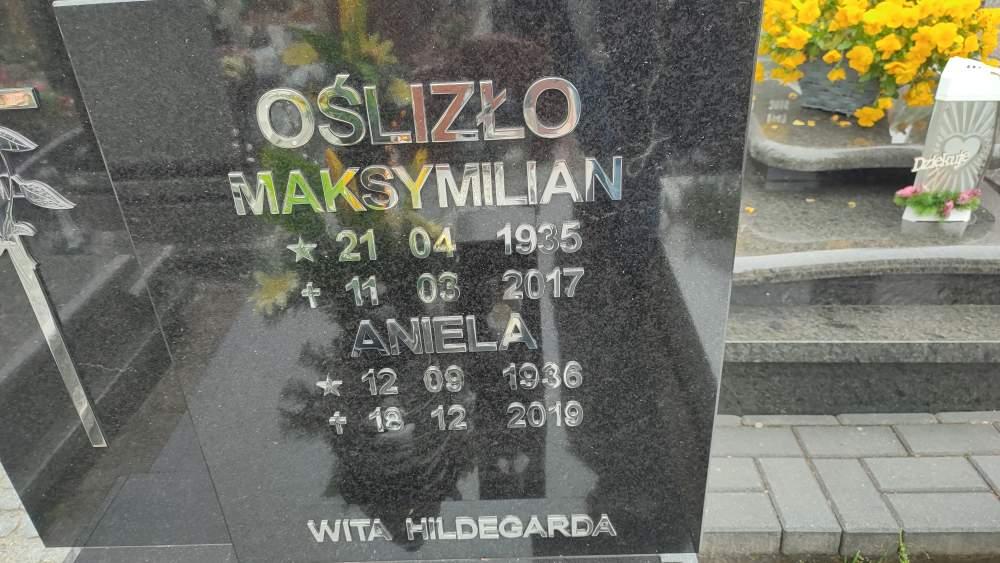 OŚLIZŁO
MAKSYMILIAN
★ 21 04 1935
✝ 11 03 2017
ANIELA
★ 12 09 1936
✝ 18 12 2019
WITA HILDEGARDA
Dziękuję